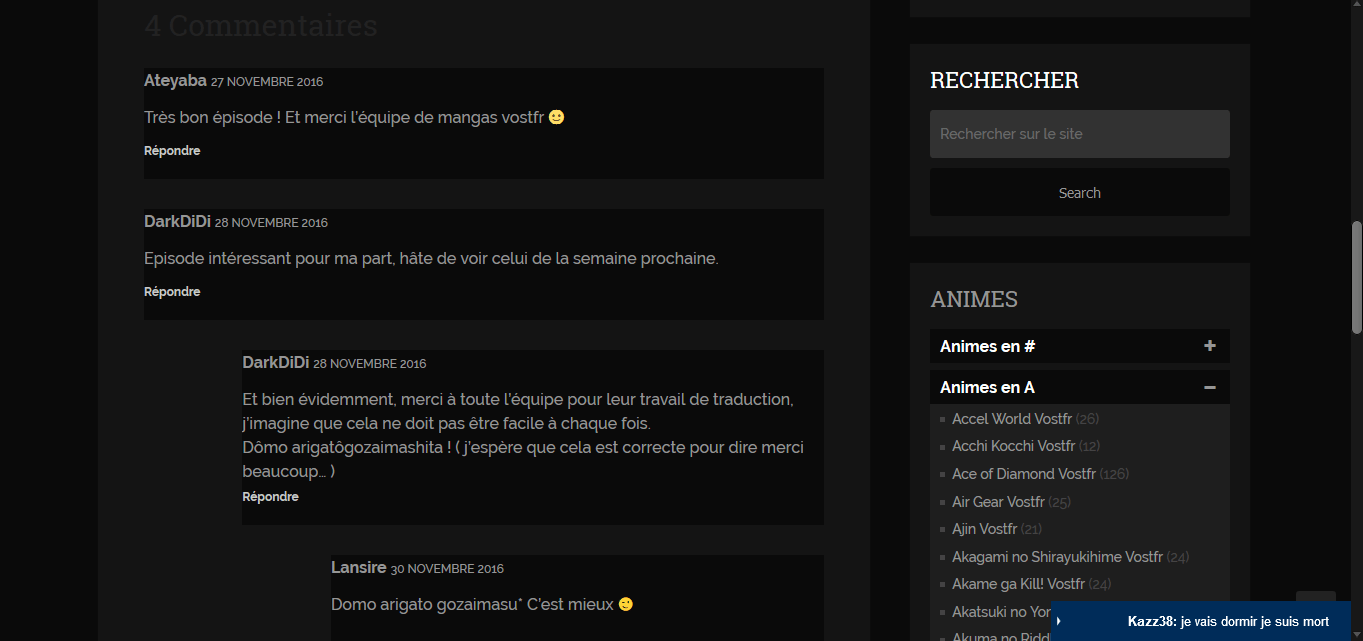 4 Commentaires
Ateyaba 27 NOVEMBRE 2016
Très bon épisode ! Et merci l'équipe de mangas vostfr 🙂
Répondre
DarkDiDi 28 NOVEMBRE 2016
Episode intéressant pour ma part, hâte de voir celui de la semaine prochaine.
Répondre
DarkDiDi 28 NOVEMBRE 2016
Et bien évidemment, merci à toute l'équipe pour leur travail de traduction,
j'imagine que cela ne doit pas être facile à chaque fois.
Dômo arigatôgozaimashita ! ( j'espère que cela est correcte pour dire merci
beaucoup... )
Répondre
Lansire 30 NOVEMBRE 2016
Domo arigato gozaimasu* C'est mieux 😉
RECHERCHER
Rechercher sur le site
Search
ANIMES
Animes en # +
Animes en A −
Accel World Vostfr (26)
Acchi Kocchi Vostfr (12)
Ace of Diamond Vostfr (126)
Air Gear Vostfr (25)
Ajin Vostfr (21)
Akagami no Shirayukihime Vostfr (24)
Akame ga Kill! Vostfr (24)
Akatsuki no Yor
Akuma no Riddl
Kazz38: je vais dormir je suis mort